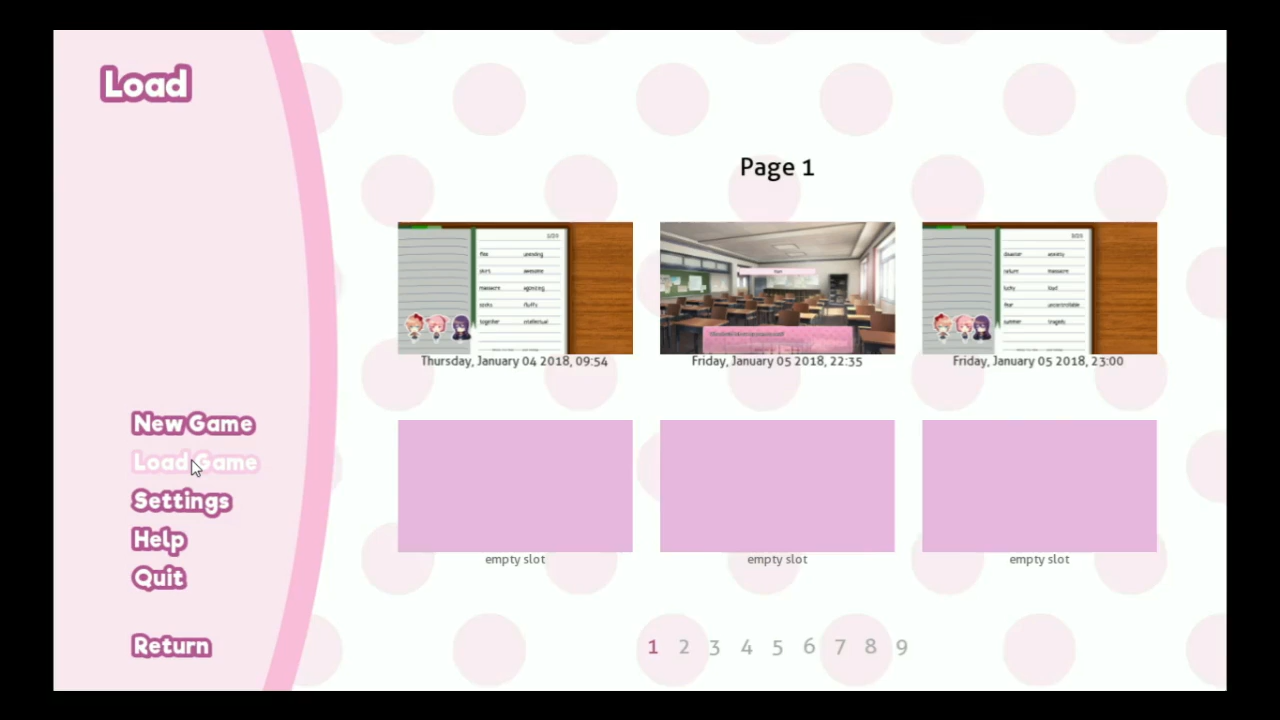 Load
Page 1
Thursday, January 04 2018, 09:54
Friday, January 05 2018, 22:35
Friday, January 05 2018, 23:00
New Game
Load Game
Settings
Help
Quit
Return
empty slot
empty slot
empty slot
1 2 3 4 5 6 7 8 9